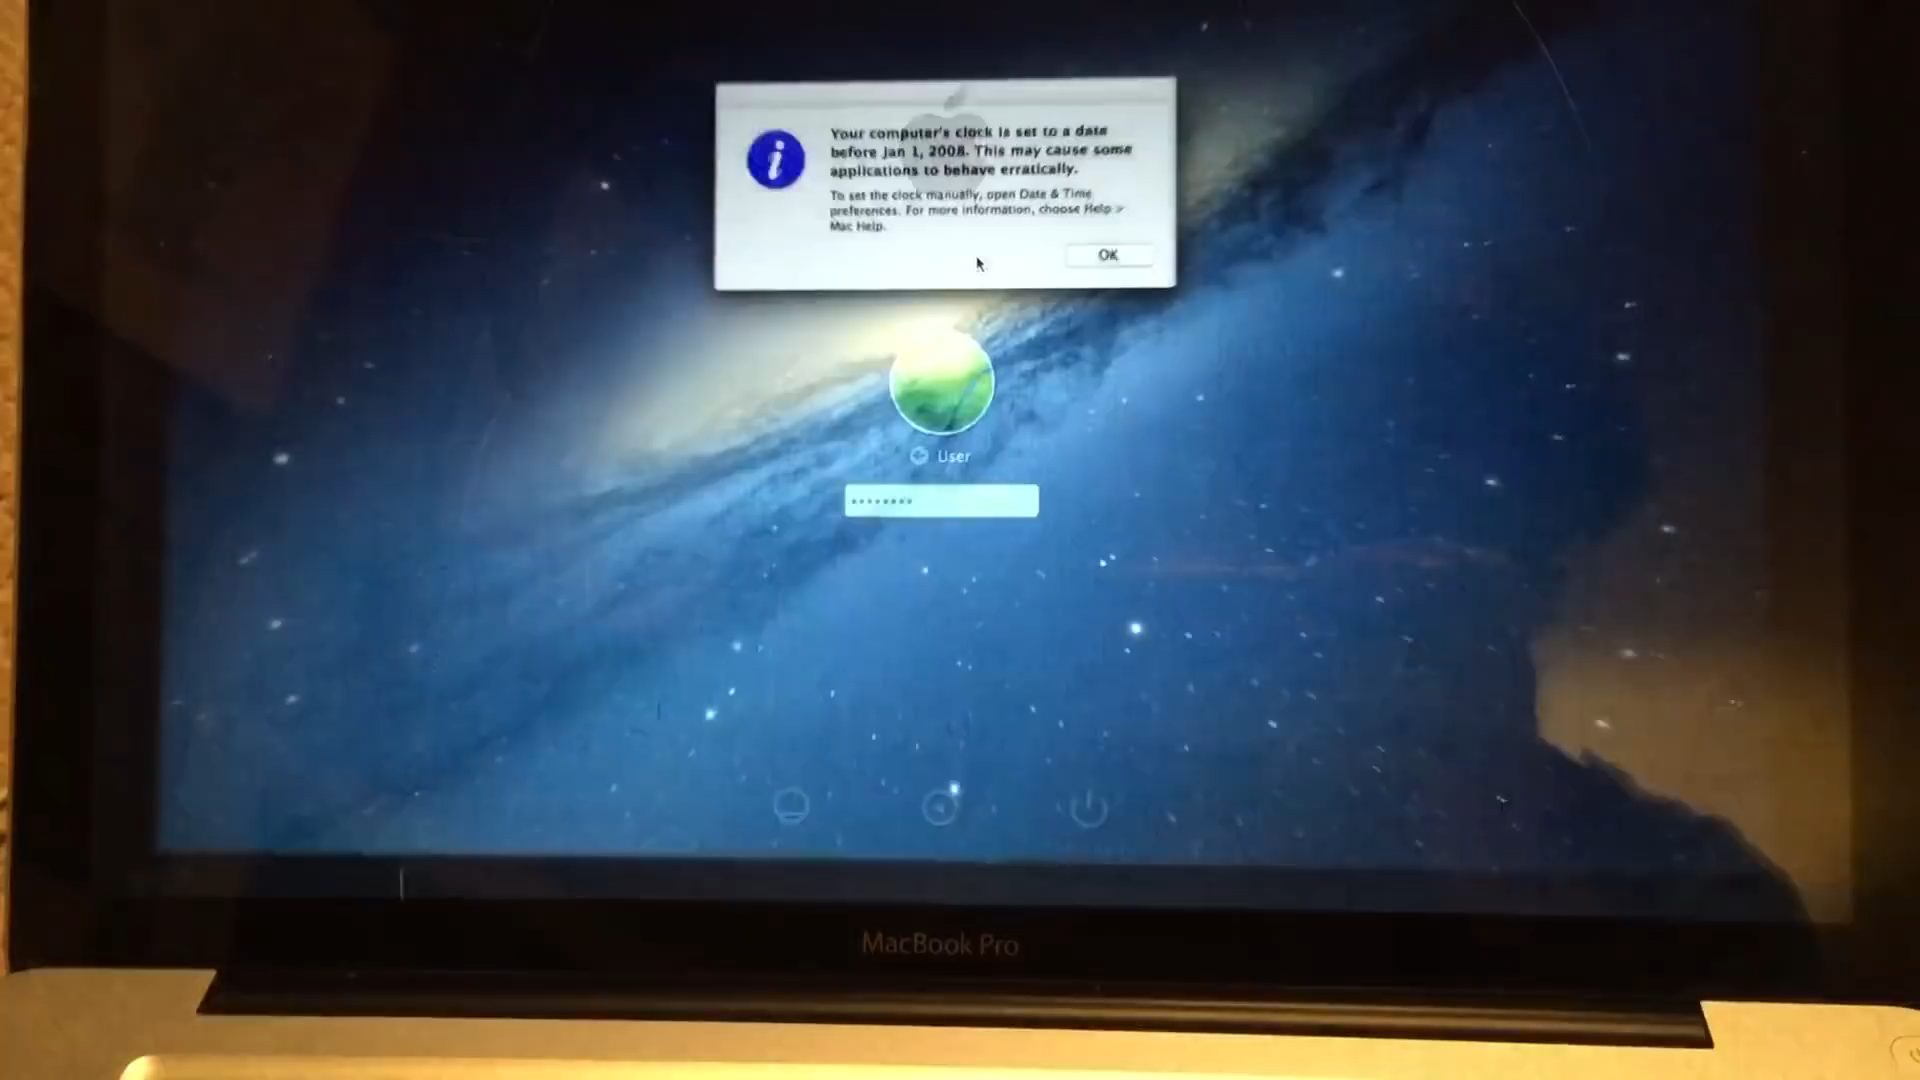 Your computer's clock is set to a date
before Jan 1, 2008. This may cause some
applications to behave erratically.
To set the clock manually, open Date & Time
preferences. For more information, choose Help >
Mac Help.
OK
User
MacBook Pro